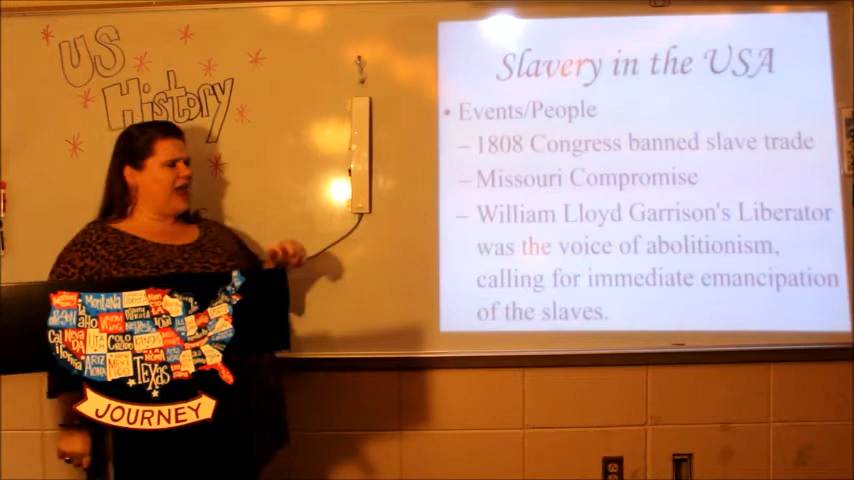 US
History
Slavery in the USA
• Events/People
– 1808 Congress banned slave trade
– Missouri Compromise
– William Lloyd Garrison's Liberator
was the voice of abolitionism,
calling for immediate emancipation
of the slaves.
Montana
Texas
JOURNEY